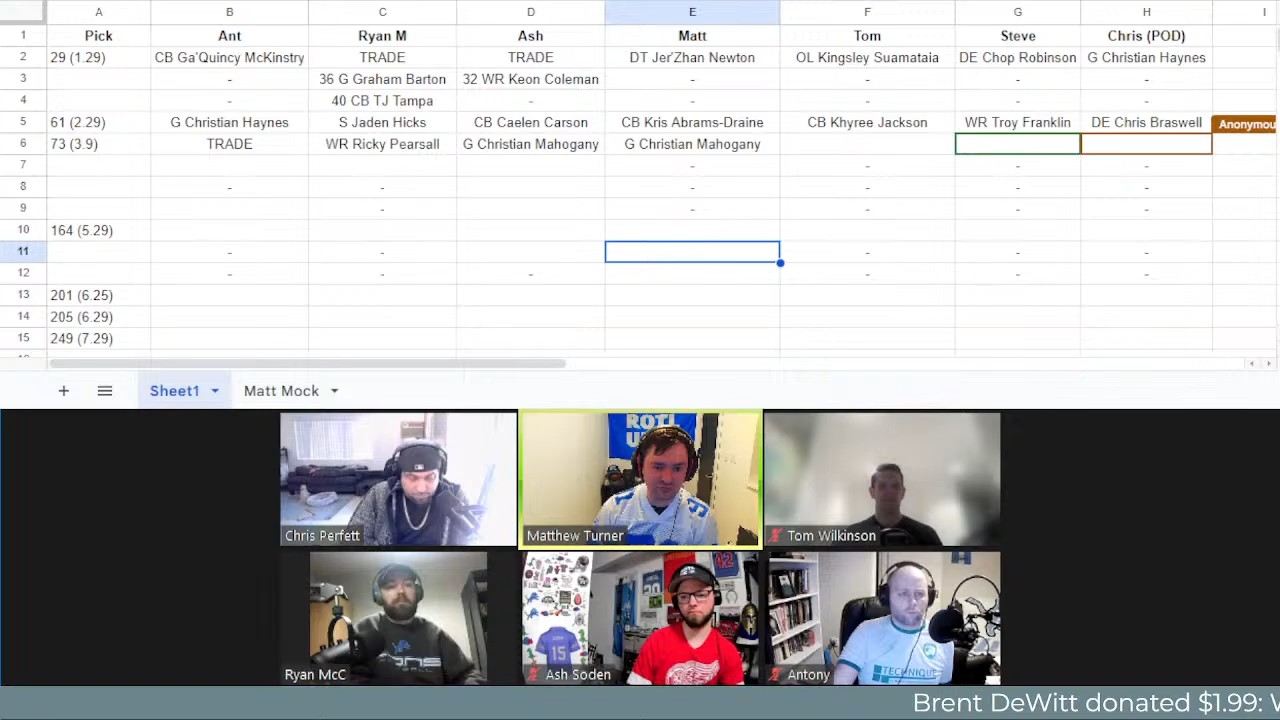 A B C D E F G H I
1 Pick Ant Ryan M Ash Matt Tom Steve Chris (POD)
2 29 (1.29) CB Ga'Quincy McKinstry TRADE TRADE DT Jer'Zhan Newton OL Kingsley Suamataia DE Chop Robinson G Christian Haynes
3 - 36 G Graham Barton 32 WR Keon Coleman - - - -
4 - 40 CB TJ Tampa - - - - -
5 61 (2.29) G Christian Haynes S Jaden Hicks CB Caelen Carson CB Kris Abrams-Draine CB Khyree Jackson WR Troy Franklin DE Chris Braswell Anonymou
6 73 (3.9) TRADE WR Ricky Pearsall G Christian Mahogany G Christian Mahogany
7 - - - -
8 - - - - - -
9 - - - - -
10 164 (5.29)
11 - - - - -
12 - - - - - -
13 201 (6.25)
14 205 (6.29)
15 249 (7.29)
+ Sheet1 Matt Mock
ROTL
Chris Perfett Matthew Turner Tom Wilkinson
42
15
TECHNIQUE
Ryan McC Ash Soden Antony
Brent DeWitt donated $1.99: W